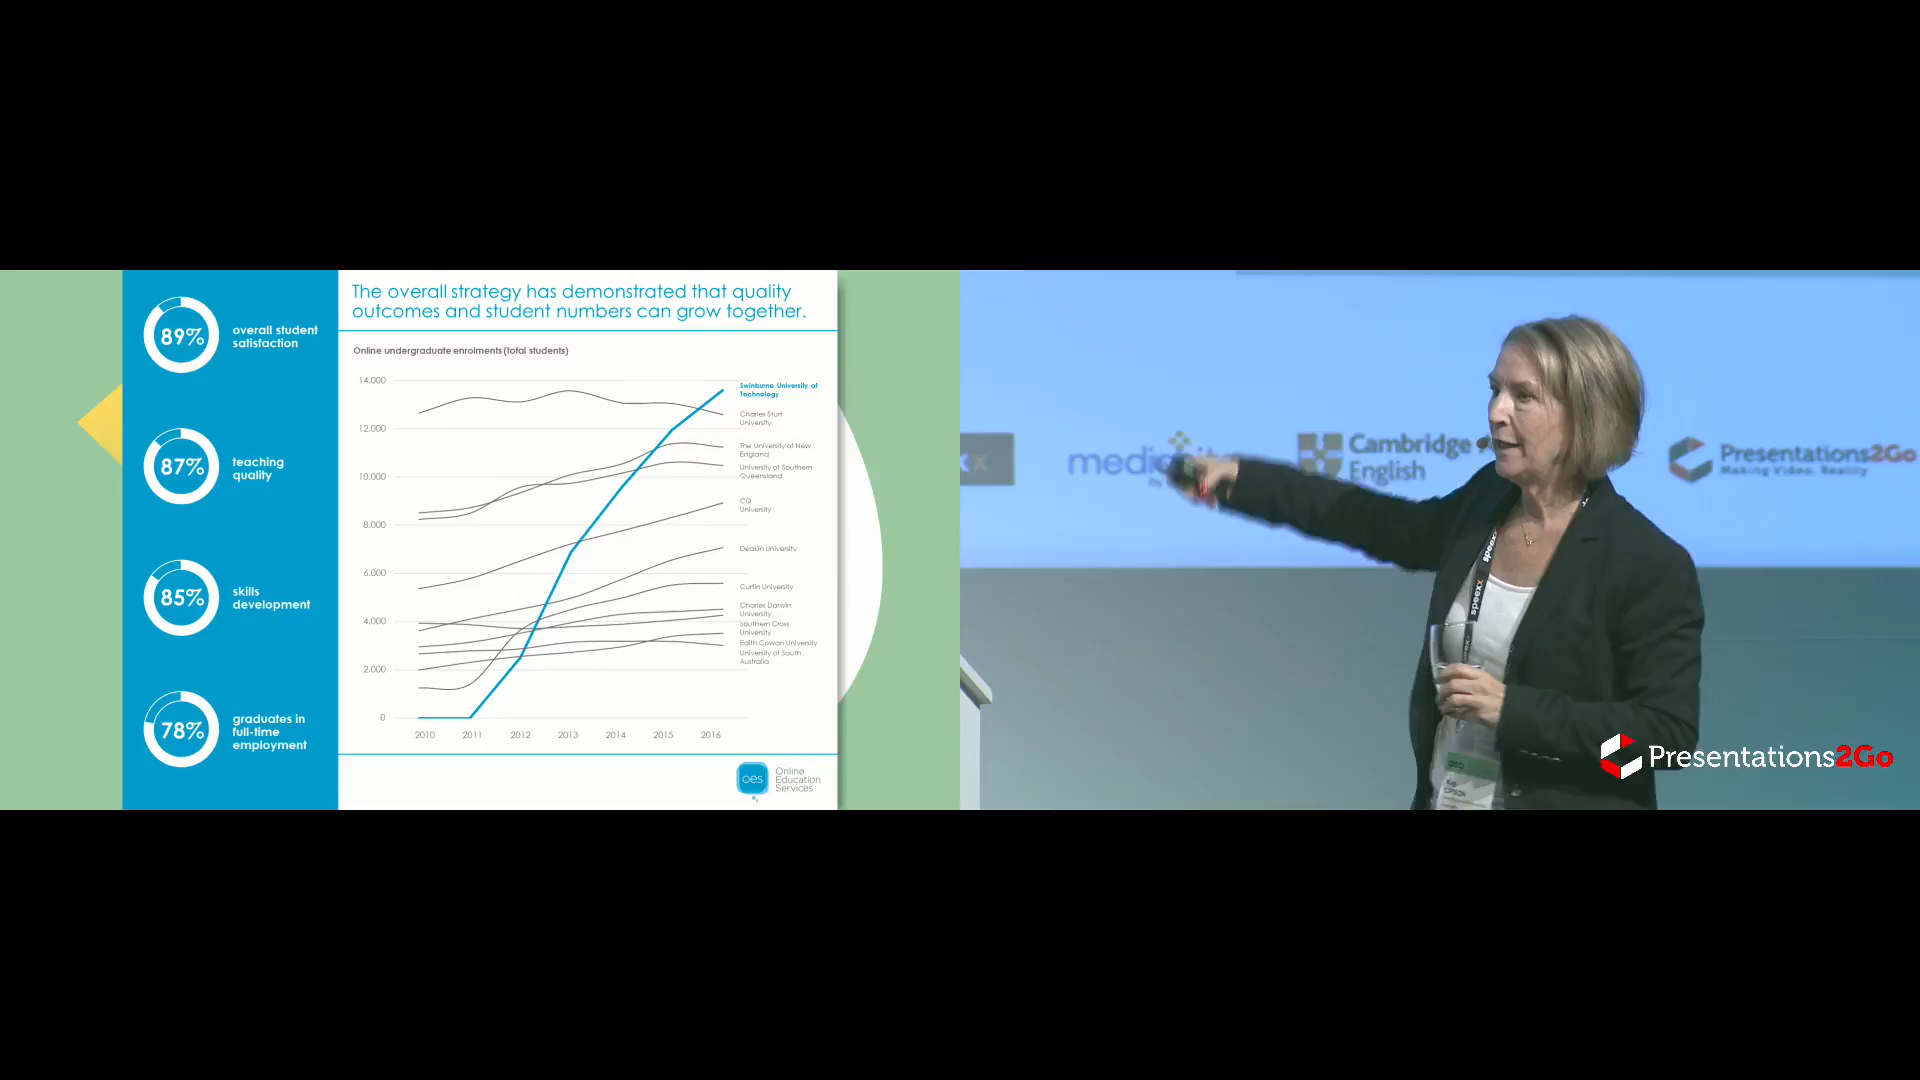 The overall strategy has demonstrated that quality
outcomes and student numbers can grow together.
89%
overall student
satisfaction
87%
teaching
quality
85%
skills
development
78%
graduates in
full-time
employment
Online undergraduate enrolments (total students)
14.000
12.000
10.000
8.000
6.000
4.000
2.000
0
2010 2011 2012 2013 2014 2015 2016
Swinburne University of
Technology
Charles Sturt
University
The University of New
England
University of Southern
Queensland
CQ
University
Deakin University
Curtin University
Charles Darwin
University
Southern Cross
University
Edith Cowan University
University of South
Australia
oes
Online
Education
Services
Cambridge
English
Presentations2Go
Making Video. Reality
speexx
Presentations2Go